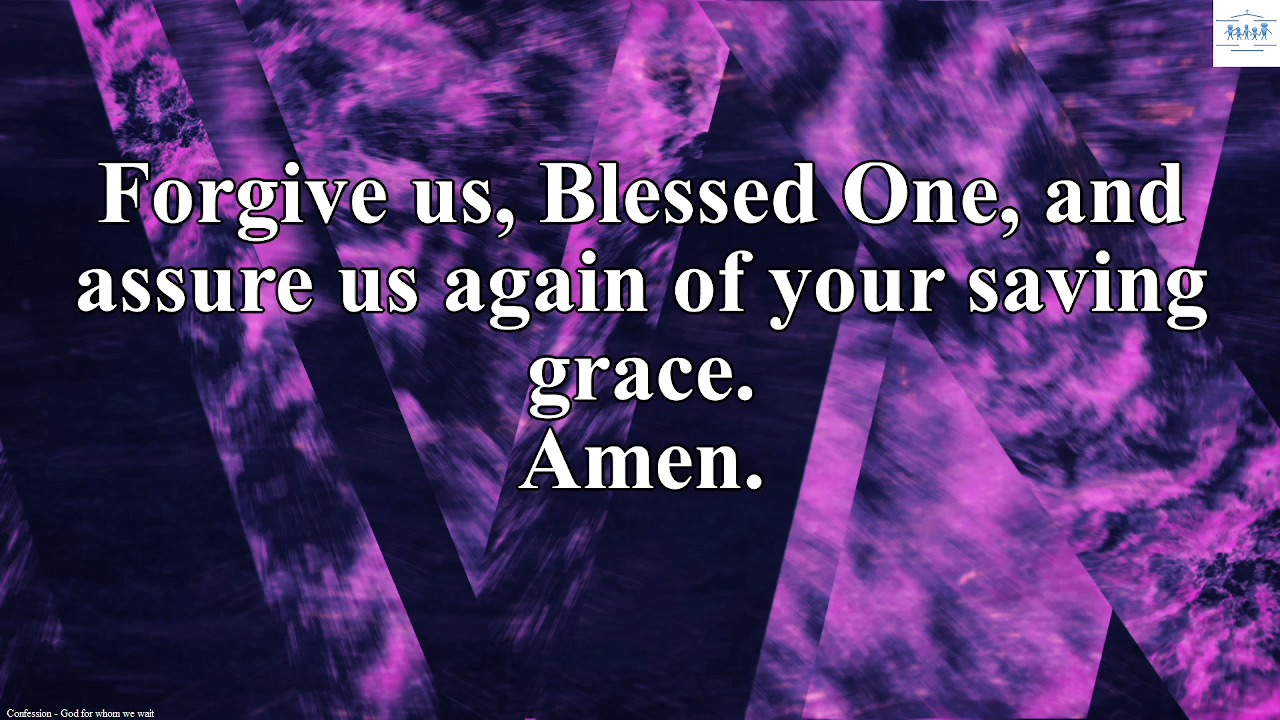 Forgive us, Blessed One, and
assure us again of your saving
grace.
Amen.
Confession - God for whom we wait